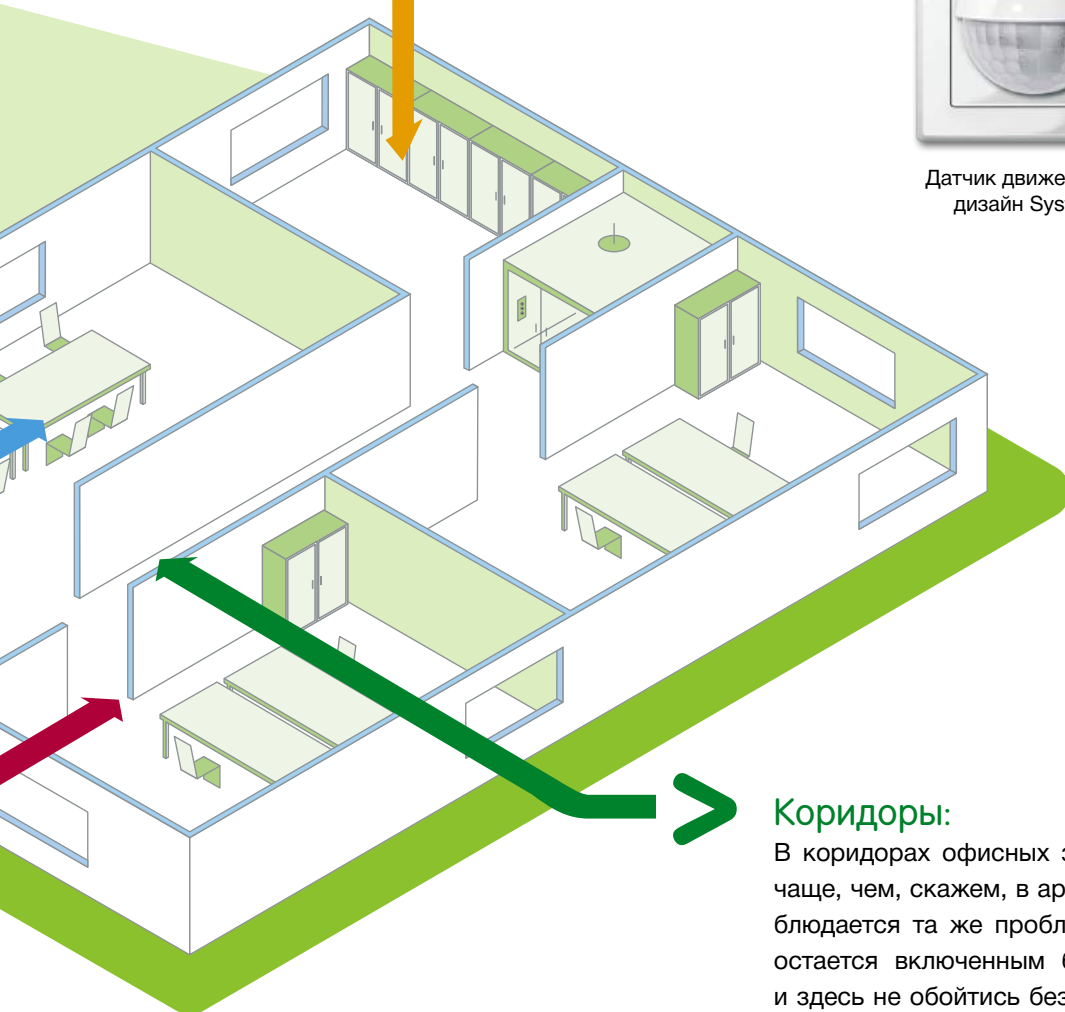 Датчик движе
дизайн Sys
Коридоры:
В коридорах офисных з
чаще, чем, скажем, в ар
блюдается та же пробл
остается включенным б
и здесь не обойтись без